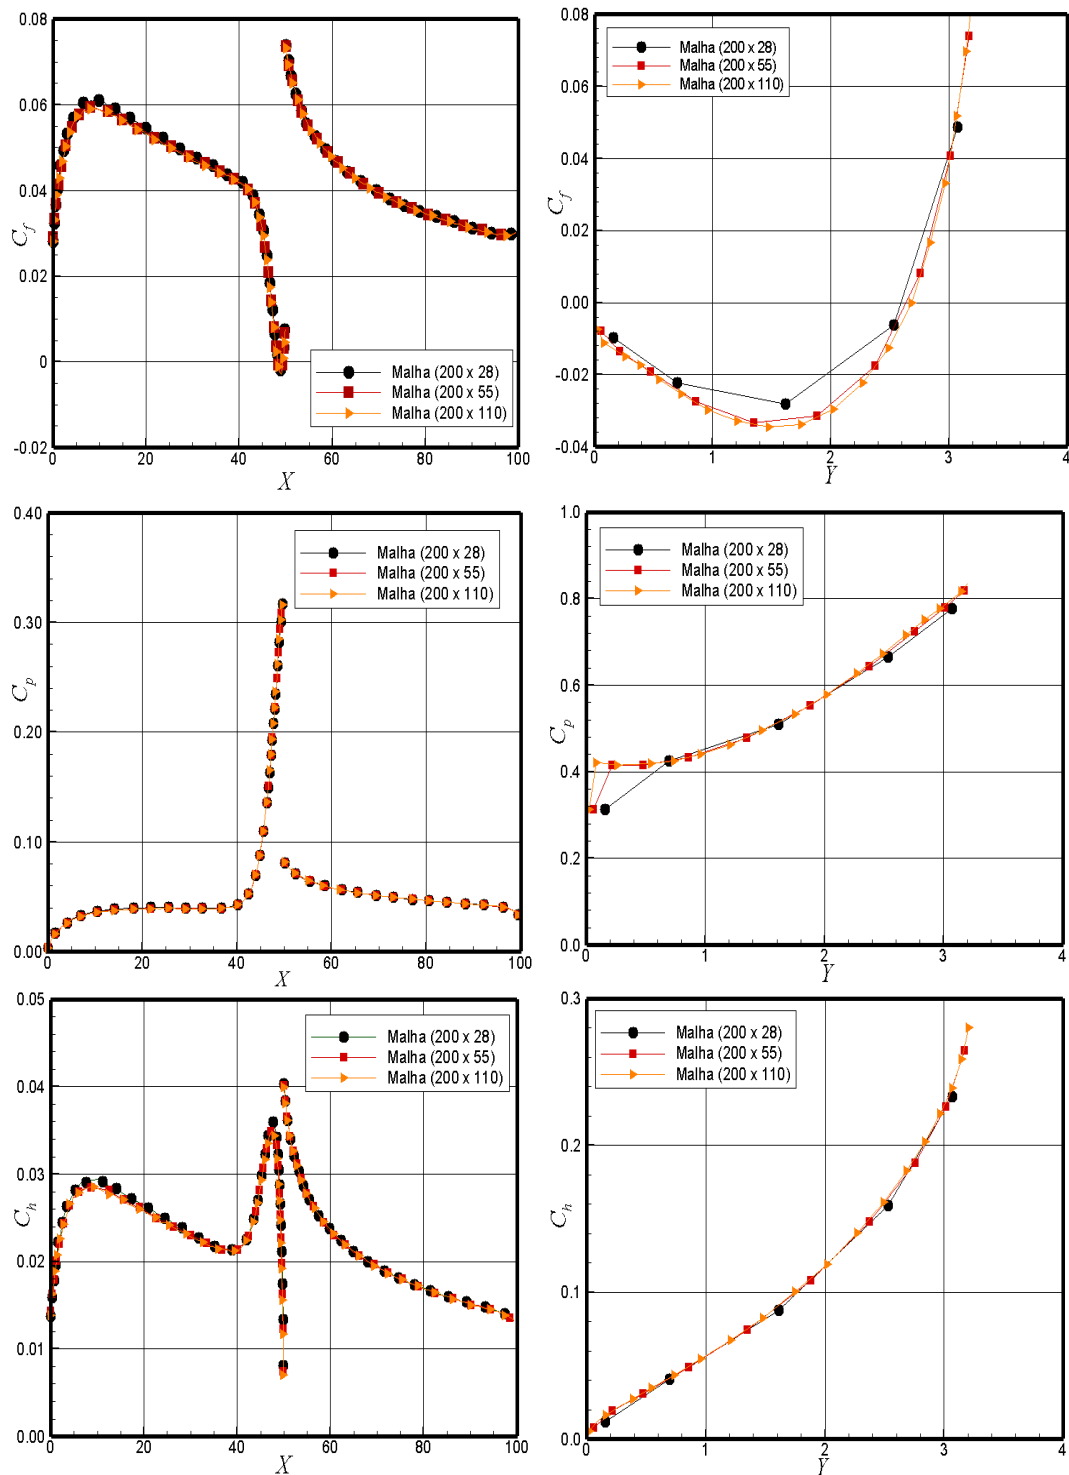 0.08
0.06
0.04
0.02
0
-0.02
C_f
0 20 40 60 80 100
X
Malha (200 x 28)
Malha (200 x 55)
Malha (200 x 110)
0.08
0.06
0.04
0.02
0.00
-0.02
-0.04
C_f
0 1 2 3 4
Y
Malha (200 x 28)
Malha (200 x 55)
Malha (200 x 110)
0.40
0.30
0.20
0.10
0.00
C_p
0 20 40 60 80 100
X
Malha (200 x 28)
Malha (200 x 55)
Malha (200 x 110)
1.0
0.8
0.6
0.4
0.2
0.0
C_p
0 1 2 3 4
Y
Malha (200 x 28)
Malha (200 x 55)
Malha (200 x 110)
0.05
0.04
0.03
0.02
0.01
0.00
C_h
0 20 40 60 80 100
X
Malha (200 x 28)
Malha (200 x 55)
Malha (200 x 110)
0.3
0.2
0.1
0.0
C_h
0 1 2 3 4
Y
Malha (200 x 28)
Malha (200 x 55)
Malha (200 x 110)